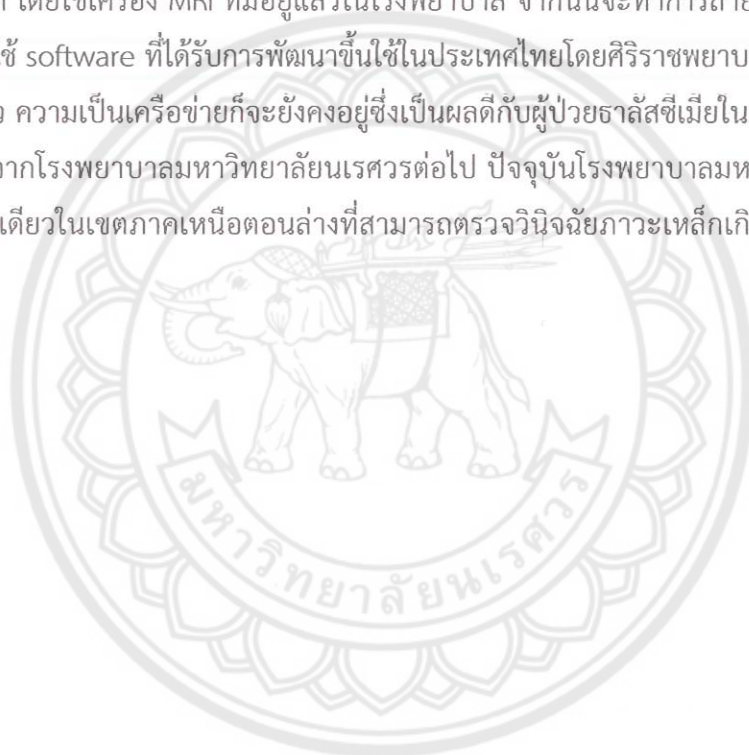 โดยใช้เครื่อง MRI ที่มีอยู่แล้วในโรงพยาบาล จากนั้นจะทำการถ่าย
ช้ software ที่ได้รับการพัฒนาขึ้นใช้ในประเทศไทยโดยศิริราชพยาบ
ว ความเป็นเครือข่ายก็จะยังคงอยู่ซึ่งเป็นผลดีกับผู้ป่วยธาลัสซีเมียใน
จากโรงพยาบาลมหาวิทยาลัยนเรศวรต่อไป ปัจจุบันโรงพยาบาลมห
เดียวในเขตภาคเหนือตอนล่างที่สามารถตรวจวินิจฉัยภาวะเหล็กเกิ
มหาวิทยาลัยนเรศวร